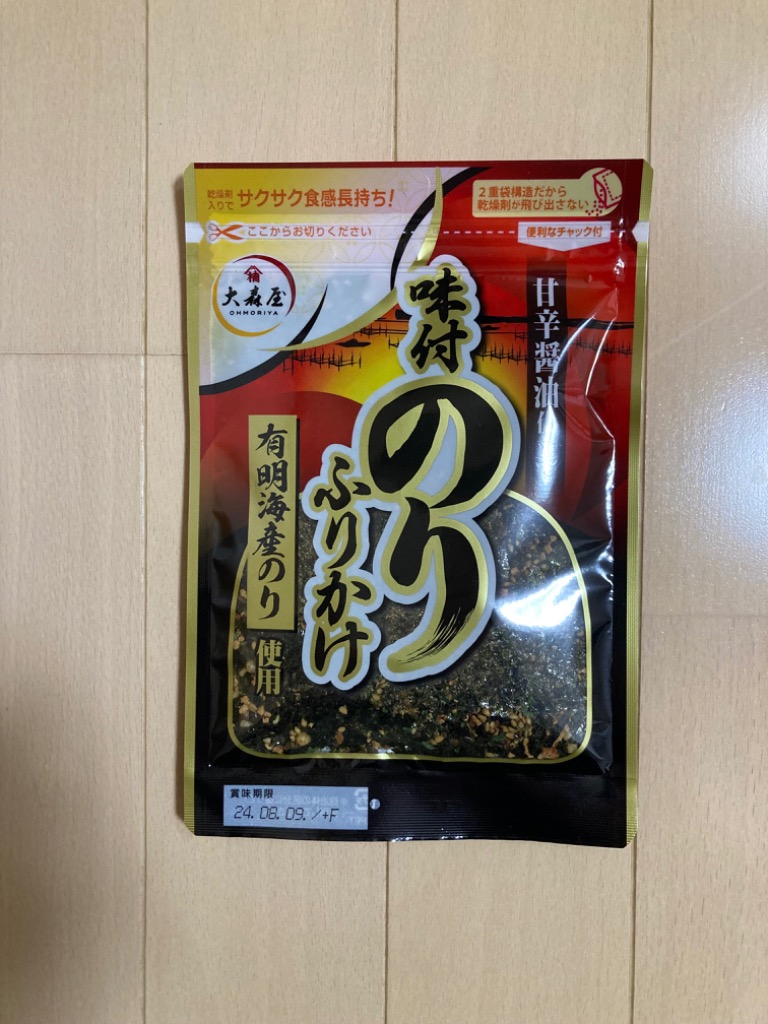 乾燥剤
入りで
サクサク食感長持ち!
2重袋構造だから
乾燥剤が飛び出さない
ここからお切りください
便利なチャック付
大森屋
OHMORIYA
味付
のり
ふりかけ
甘辛醤油
有明海産のり
使用
賞味期限
24.08.09./+F